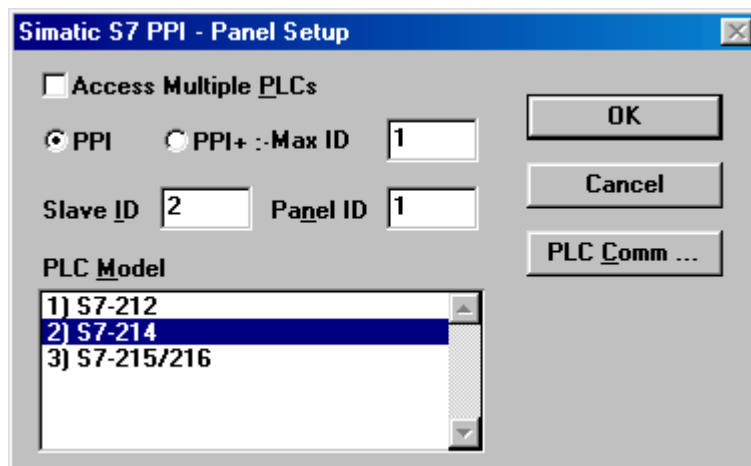 Simatic S7 PPI - Panel Setup
Access Multiple PLCs
PPI PPI+ :-Max ID 1
Slave ID 2 Panel ID 1
PLC Model
1) S7-212
2) S7-214
3) S7-215/216
OK
Cancel
PLC Comm ...